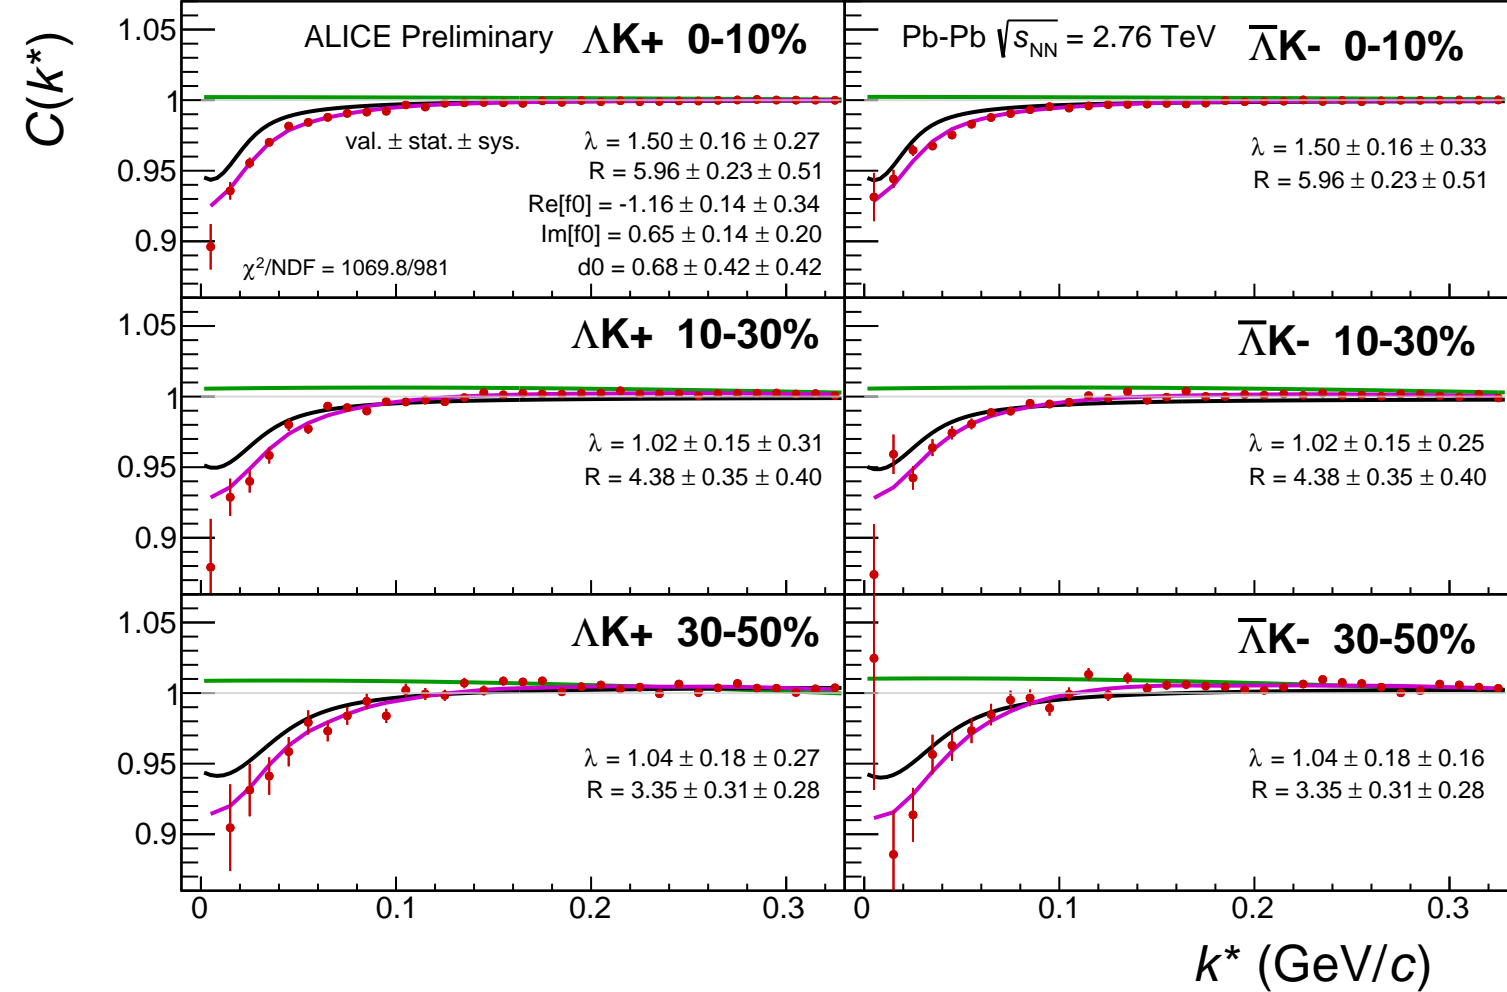 C(k*)
ALICE Preliminary ΛK+ 0-10%
val. ± stat. ± sys.
λ = 1.50 ± 0.16 ± 0.27
R = 5.96 ± 0.23 ± 0.51
Re[f0] = -1.16 ± 0.14 ± 0.34
Im[f0] = 0.65 ± 0.14 ± 0.20
d0 = 0.68 ± 0.42 ± 0.42
χ²/NDF = 1069.8/981
1.05
1
0.95
0.9
Pb-Pb √s_NN = 2.76 TeV Λ̅K- 0-10%
λ = 1.50 ± 0.16 ± 0.33
R = 5.96 ± 0.23 ± 0.51
ΛK+ 10-30%
λ = 1.02 ± 0.15 ± 0.31
R = 4.38 ± 0.35 ± 0.40
1.05
1
0.95
0.9
Λ̅K- 10-30%
λ = 1.02 ± 0.15 ± 0.25
R = 4.38 ± 0.35 ± 0.40
ΛK+ 30-50%
λ = 1.04 ± 0.18 ± 0.27
R = 3.35 ± 0.31 ± 0.28
1.05
1
0.95
0.9
Λ̅K- 30-50%
λ = 1.04 ± 0.18 ± 0.16
R = 3.35 ± 0.31 ± 0.28
0 0.1 0.2 0.3
0 0.1 0.2 0.3
k* (GeV/c)